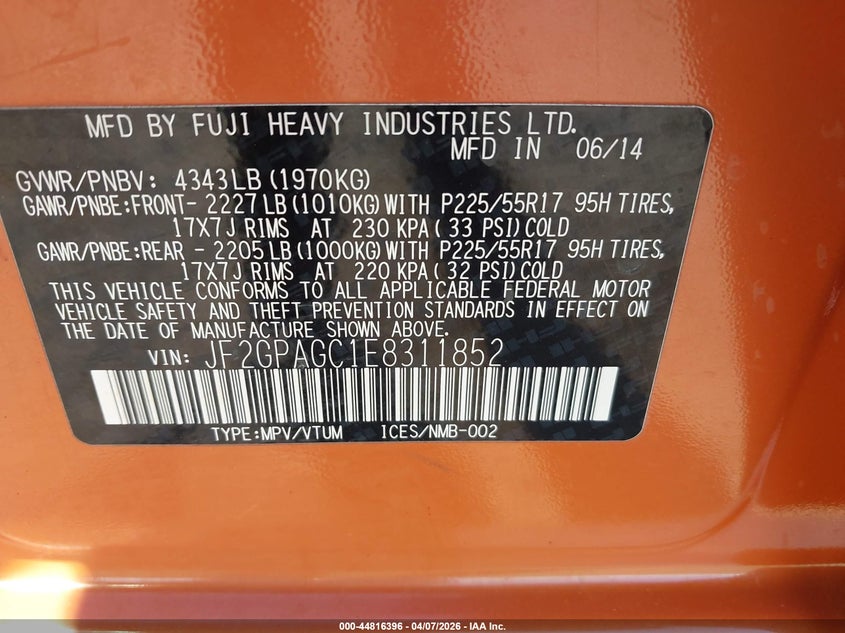 MFD BY FUJI HEAVY INDUSTRIES LTD.
MFD IN 06/14
GVWR/PNBV: 4343LB (1970KG)
GAWR/PNBE:FRONT- 2227LB (1010KG) WITH P225/55R17 95H TIRES,
17X7J RIMS AT 230 KPA ( 33 PSI) COLD
GAWR/PNBE:REAR - 2205LB (1000KG) WITH P225/55R17 95H TIRES,
17X7J RIMS AT 220 KPA ( 32 PSI) COLD
THIS VEHICLE CONFORMS TO ALL APPLICABLE FEDERAL MOTOR
VEHICLE SAFETY AND THEFT PREVENTION STANDARDS IN EFFECT ON
THE DATE OF MANUFACTURE SHOWN ABOVE.
VIN: JF2GPAGC1E8311852
TYPE:MPV/VTUM ICES/NMB-002
000-44816396 - 04/07/2026 - IAA Inc.